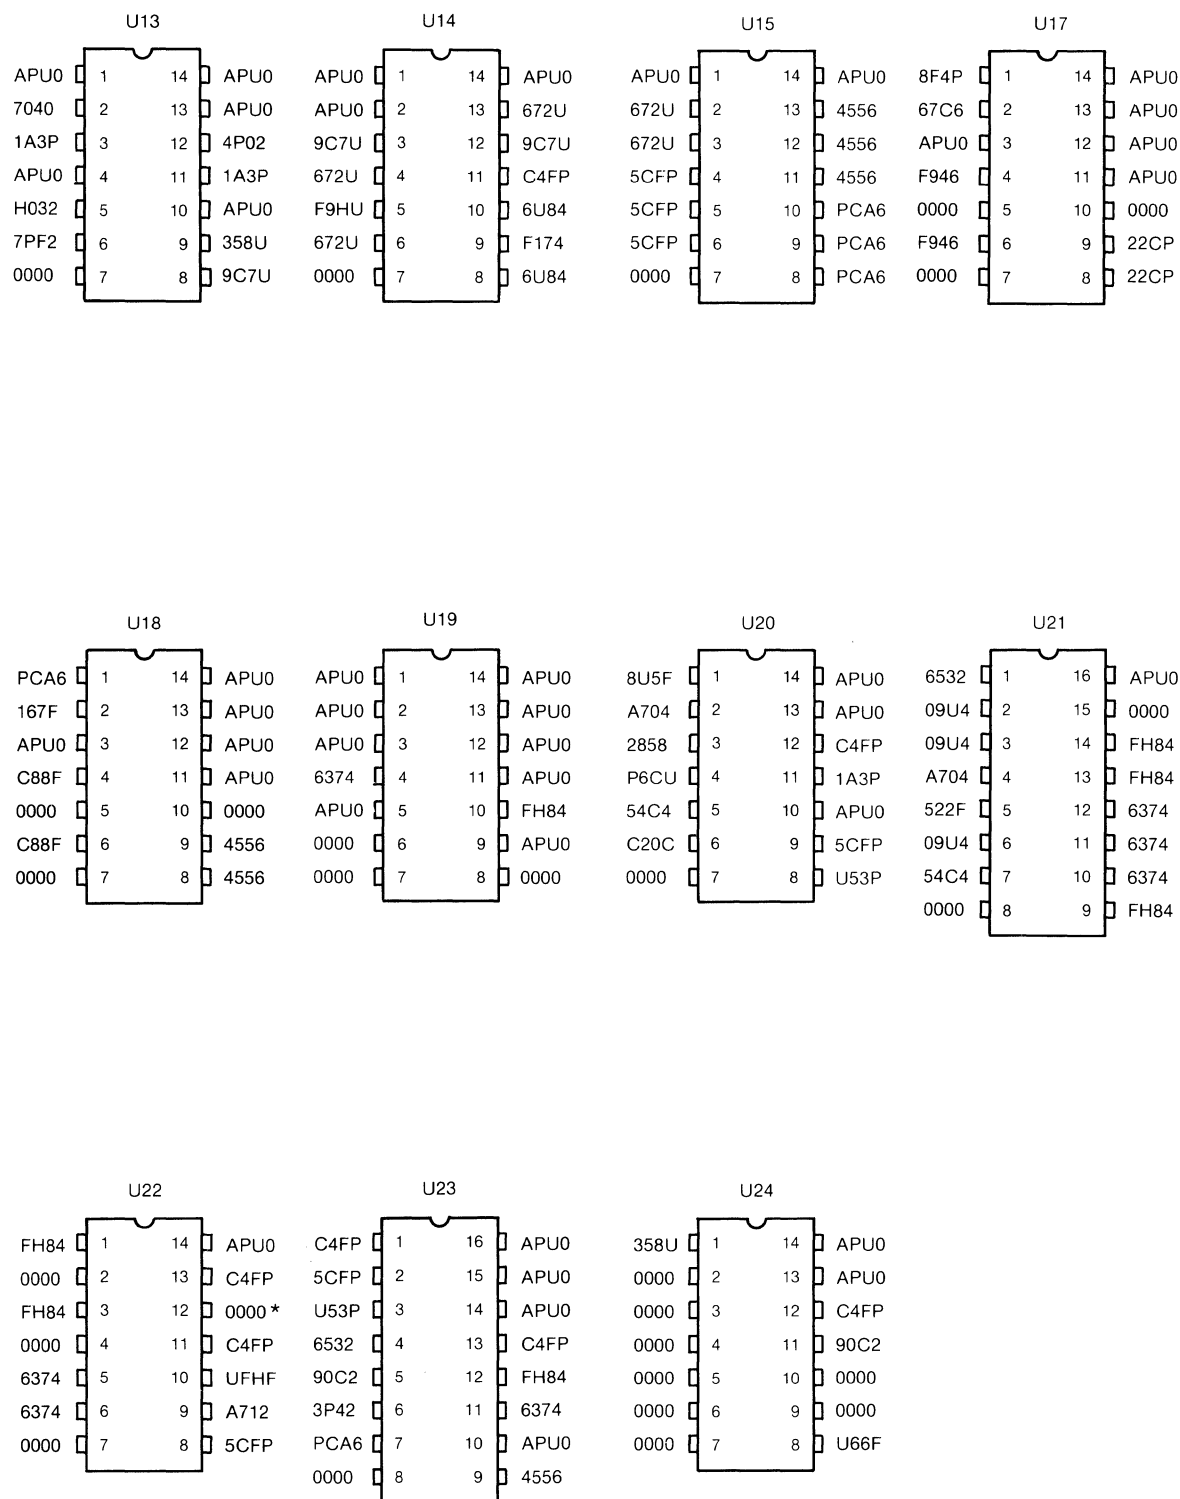 U13 U14 U15 U17
APU0 1 14 APU0 APU0 1 14 APU0 APU0 1 14 APU0 8F4P 1 14 APU0
7040 2 13 APU0 APU0 2 13 672U 672U 2 13 4556 67C6 2 13 APU0
1A3P 3 12 4P02 9C7U 3 12 9C7U 672U 3 12 4556 APU0 3 12 APU0
APU0 4 11 1A3P 672U 4 11 C4FP 5CFP 4 11 4556 F946 4 11 APU0
H032 5 10 APU0 F9HU 5 10 6U84 5CFP 5 10 PCA6 0000 5 10 0000
7PF2 6 9 358U 672U 6 9 F174 5CFP 6 9 PCA6 F946 6 9 22CP
0000 7 8 9C7U 0000 7 8 6U84 0000 7 8 PCA6 0000 7 8 22CP
U18 U19 U20 U21
PCA6 1 14 APU0 APU0 1 14 APU0 8U5F 1 14 APU0 6532 1 16 APU0
167F 2 13 APU0 APU0 2 13 APU0 A704 2 13 APU0 09U4 2 15 0000
APU0 3 12 APU0 APU0 3 12 APU0 2858 3 12 C4FP 09U4 3 14 FH84
C88F 4 11 APU0 6374 4 11 APU0 P6CU 4 11 1A3P A704 4 13 FH84
0000 5 10 0000 APU0 5 10 FH84 54C4 5 10 APU0 522F 5 12 6374
C88F 6 9 4556 0000 6 9 APU0 C20C 6 9 5CFP 09U4 6 11 6374
0000 7 8 4556 0000 7 8 0000 0000 7 8 U53P 54C4 7 10 6374
0000 8 9 FH84
U22 U23 U24
FH84 1 14 APU0 C4FP 1 16 APU0 358U 1 14 APU0
0000 2 13 C4FP 5CFP 2 15 APU0 0000 2 13 APU0
FH84 3 12 0000* U53P 3 14 APU0 0000 3 12 C4FP
0000 4 11 C4FP 6532 4 13 C4FP 0000 4 11 90C2
6374 5 10 UFHF 90C2 5 12 FH84 0000 5 10 0000
6374 6 9 A712 3P42 6 11 6374 0000 6 9 0000
0000 7 8 5CFP PCA6 7 10 APU0 0000 7 8 U66F
0000 8 9 4556